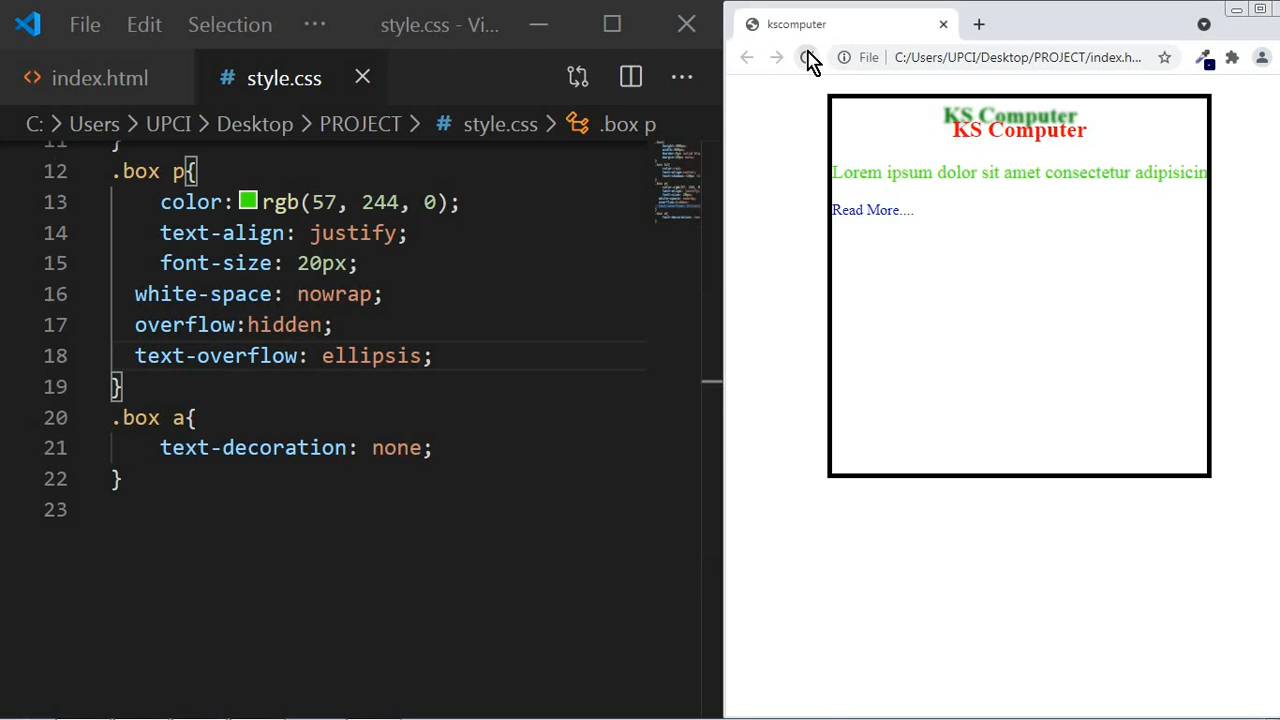 File Edit Selection ··· style.css - Vi...
index.html
style.css
C: > Users > UPCI > Desktop > PROJECT > style.css > .box p
11 }
12 .box p{
13 color: rgb(57, 244, 0);
14 text-align: justify;
15 font-size: 20px;
16 white-space: nowrap;
17 overflow:hidden;
18 text-overflow: ellipsis;
19 }
20 .box a{
21 text-decoration: none;
22 }
23
kscomputer
File C:/Users/UPCI/Desktop/PROJECT/index.h...
KS Computer
KS Computer
Lorem ipsum dolor sit amet consectetur adipisicin
Read More....